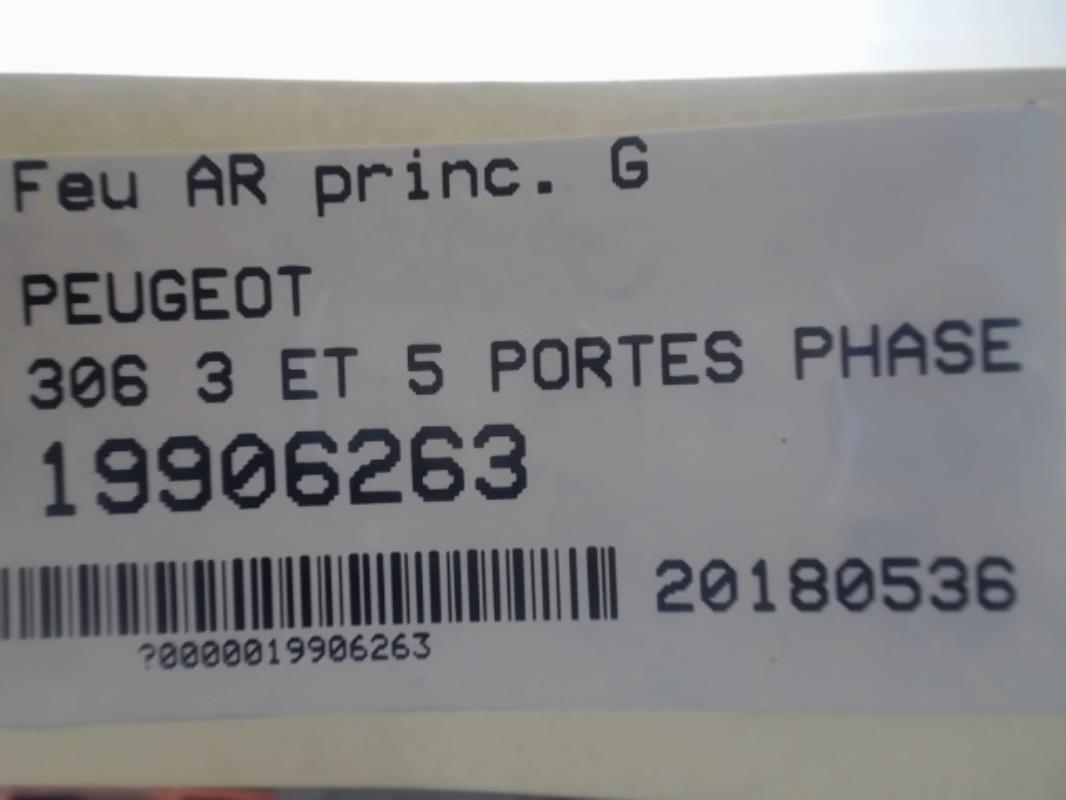 Feu AR princ. G
PEUGEOT
306 3 ET 5 PORTES PHASE
19906263
20180536
?0000019906263